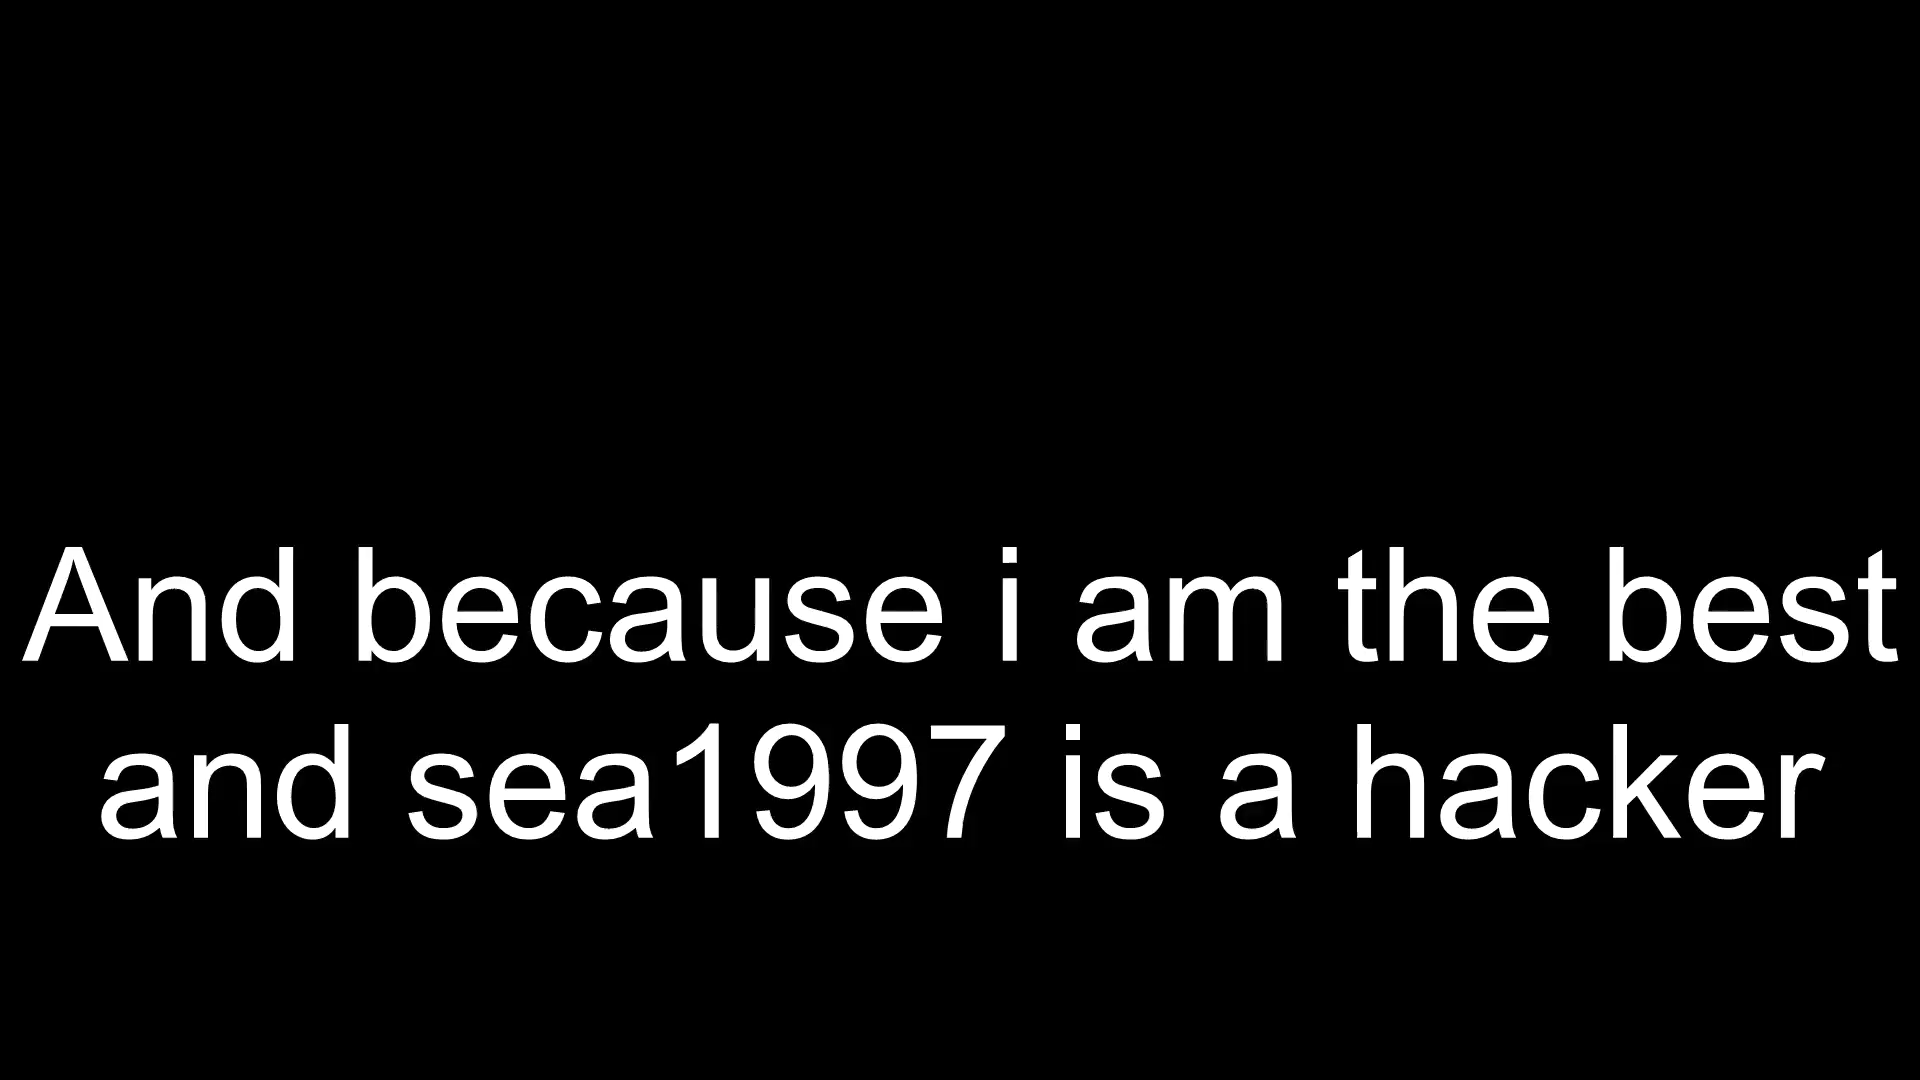 And because i am the best
and sea1997 is a hacker